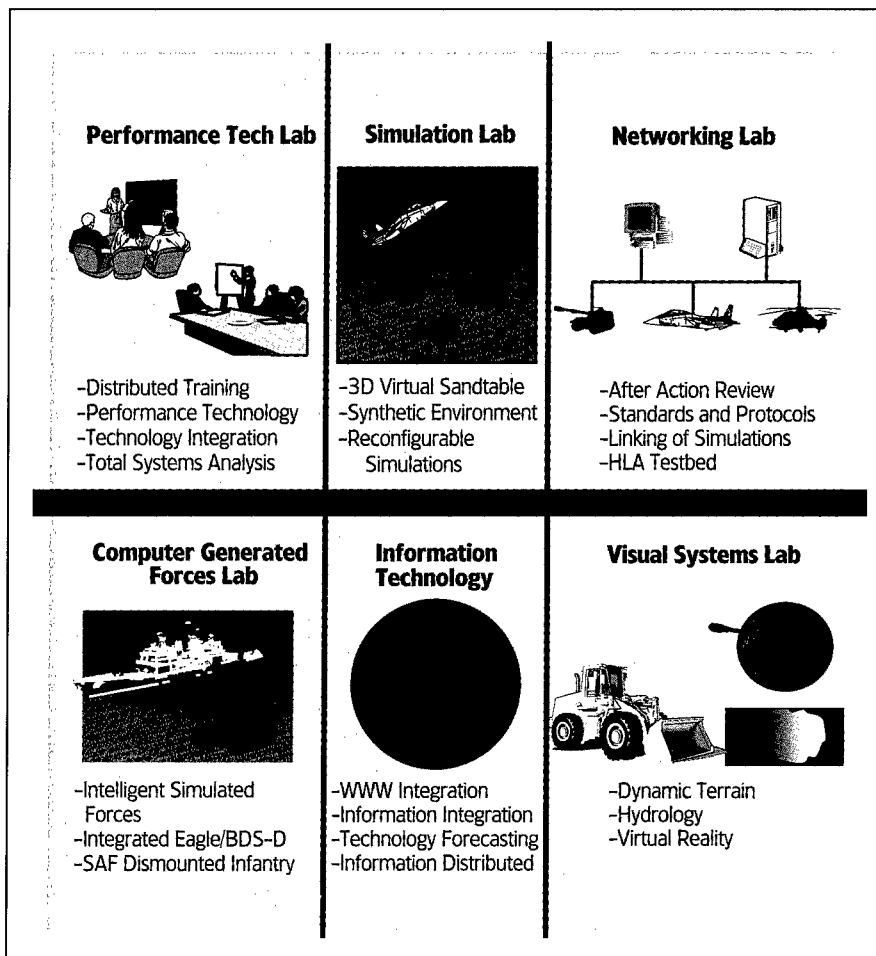 Performance Tech Lab
-Distributed Training
-Performance Technology
-Technology Integration
-Total Systems Analysis
Simulation Lab
-3D Virtual Sandtable
-Synthetic Environment
-Reconfigurable
Simulations
Networking Lab
-After Action Review
-Standards and Protocols
-Linking of Simulations
-HLA Testbed
Computer Generated
Forces Lab
-Intelligent Simulated
Forces
-Integrated Eagle/BDS-D
-SAF Dismounted Infantry
Information
Technology
-WWW Integration
-Information Integration
-Technology Forecasting
-Information Distributed
Visual Systems Lab
-Dynamic Terrain
-Hydrology
-Virtual Reality